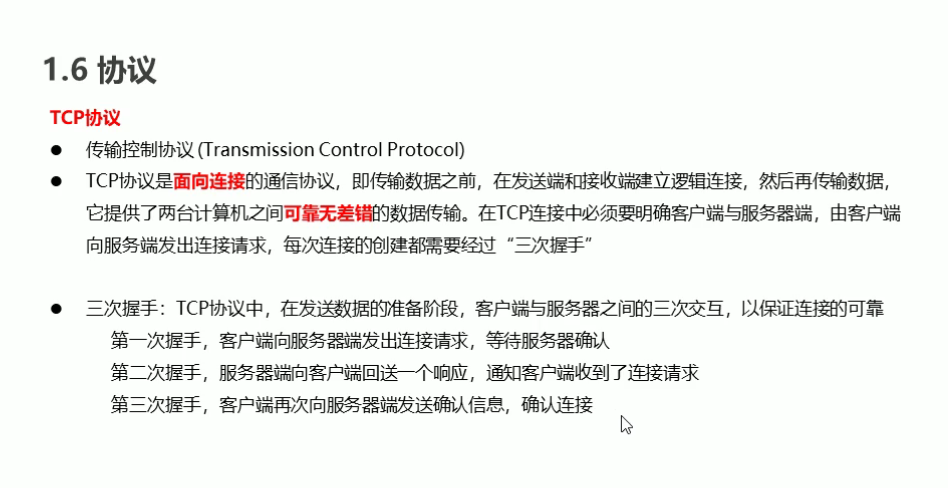 1.6 协议
TCP协议
● 传输控制协议 (Transmission Control Protocol)
● TCP协议是面向连接的通信协议，即传输数据之前，在发送端和接收端建立逻辑连接，然后再传输数据，
它提供了两台计算机之间可靠无差错的数据传输。在TCP连接中必须要明确客户端与服务器端，由客户端
向服务端发出连接请求，每次连接的创建都需要经过“三次握手”
● 三次握手：TCP协议中，在发送数据的准备阶段，客户端与服务器之间的三次交互，以保证连接的可靠
第一次握手，客户端向服务器端发出连接请求，等待服务器确认
第二次握手，服务器端向客户端回送一个响应，通知客户端收到了连接请求
第三次握手，客户端再次向服务器端发送确认信息，确认连接